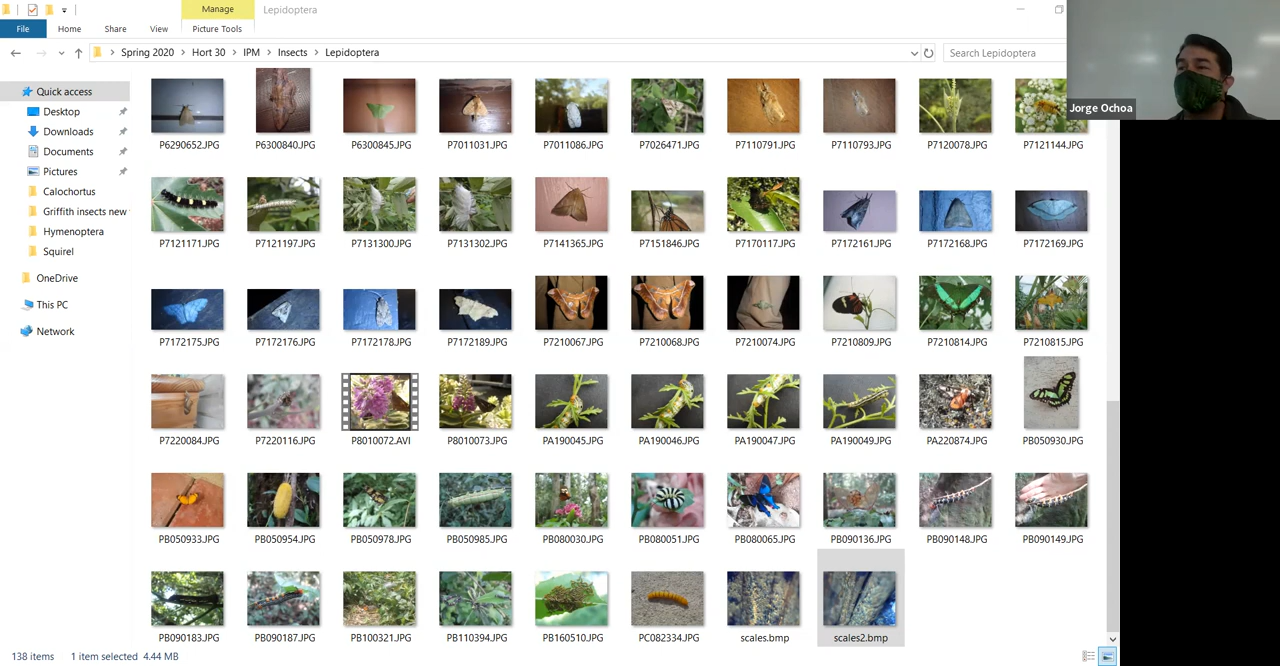 Manage
Lepidoptera
File
Home
Share
View
Picture Tools
Spring 2020 > Hort 30 > IPM > Insects > Lepidoptera
Search Lepidoptera
Jorge Ochoa
Quick access
Desktop
Downloads
Documents
Pictures
Calochortus
Griffith insects new
Hymenoptera
Squirel
OneDrive
This PC
Network
P6290652.JPG P6300840.JPG P6300845.JPG P7011031.JPG P7011086.JPG P7026471.JPG P7110791.JPG P7110793.JPG P7120078.JPG P7121144.JPG
P7121171.JPG P7121197.JPG P7131300.JPG P7131302.JPG P7141365.JPG P7151846.JPG P7170117.JPG P7172161.JPG P7172168.JPG P7172169.JPG
P7172175.JPG P7172176.JPG P7172178.JPG P7172189.JPG P7210067.JPG P7210068.JPG P7210074.JPG P7210809.JPG P7210814.JPG P7210815.JPG
P7220084.JPG P7220116.JPG P8010072.AVI P8010073.JPG PA190045.JPG PA190046.JPG PA190047.JPG PA190049.JPG PA220874.JPG PB050930.JPG
PB050933.JPG PB050954.JPG PB050978.JPG PB050985.JPG PB080030.JPG PB080051.JPG PB080065.JPG PB090136.JPG PB090148.JPG PB090149.JPG
PB090183.JPG PB090187.JPG PB100321.JPG PB110394.JPG PB160510.JPG PC082334.JPG scales.bmp scales2.bmp
138 items 1 item selected 4.44 MB